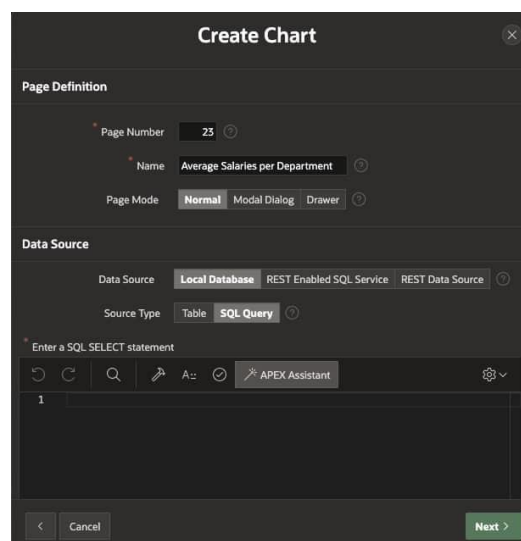 Create Chart
Page Definition
* Page Number 23
* Name Average Salaries per Department
Page Mode Normal Modal Dialog Drawer
Data Source
Data Source Local Database REST Enabled SQL Service REST Data Source
Source Type Table SQL Query
* Enter a SQL SELECT statement
APEX Assistant
1
Cancel Next >